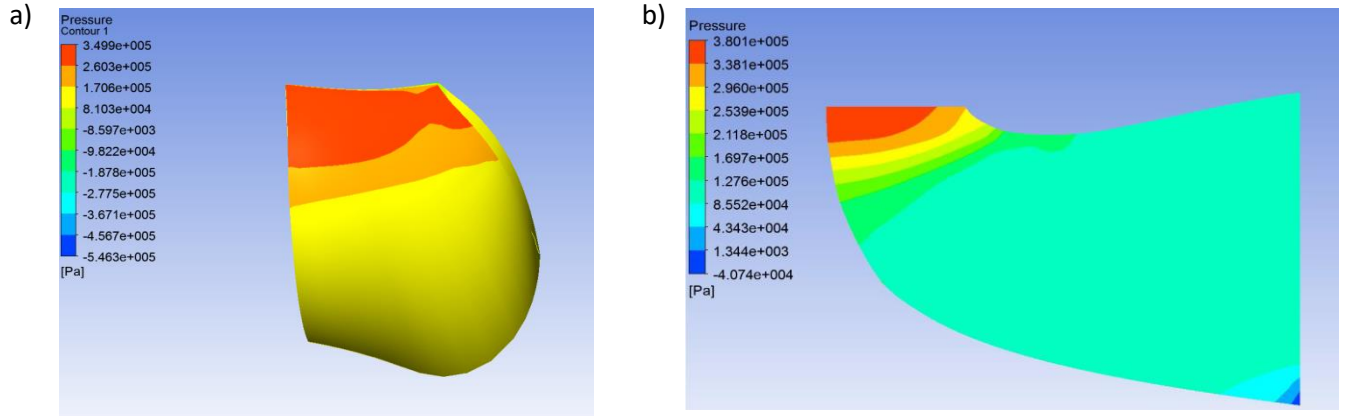 a)
Pressure
Contour 1
3.499e+005
2.603e+005
1.706e+005
8.103e+004
-8.597e+003
-9.822e+004
-1.878e+005
-2.775e+005
-3.671e+005
-4.567e+005
-5.463e+005
[Pa]
b)
Pressure
3.801e+005
3.381e+005
2.960e+005
2.539e+005
2.118e+005
1.697e+005
1.276e+005
8.552e+004
4.343e+004
1.344e+003
-4.074e+004
[Pa]